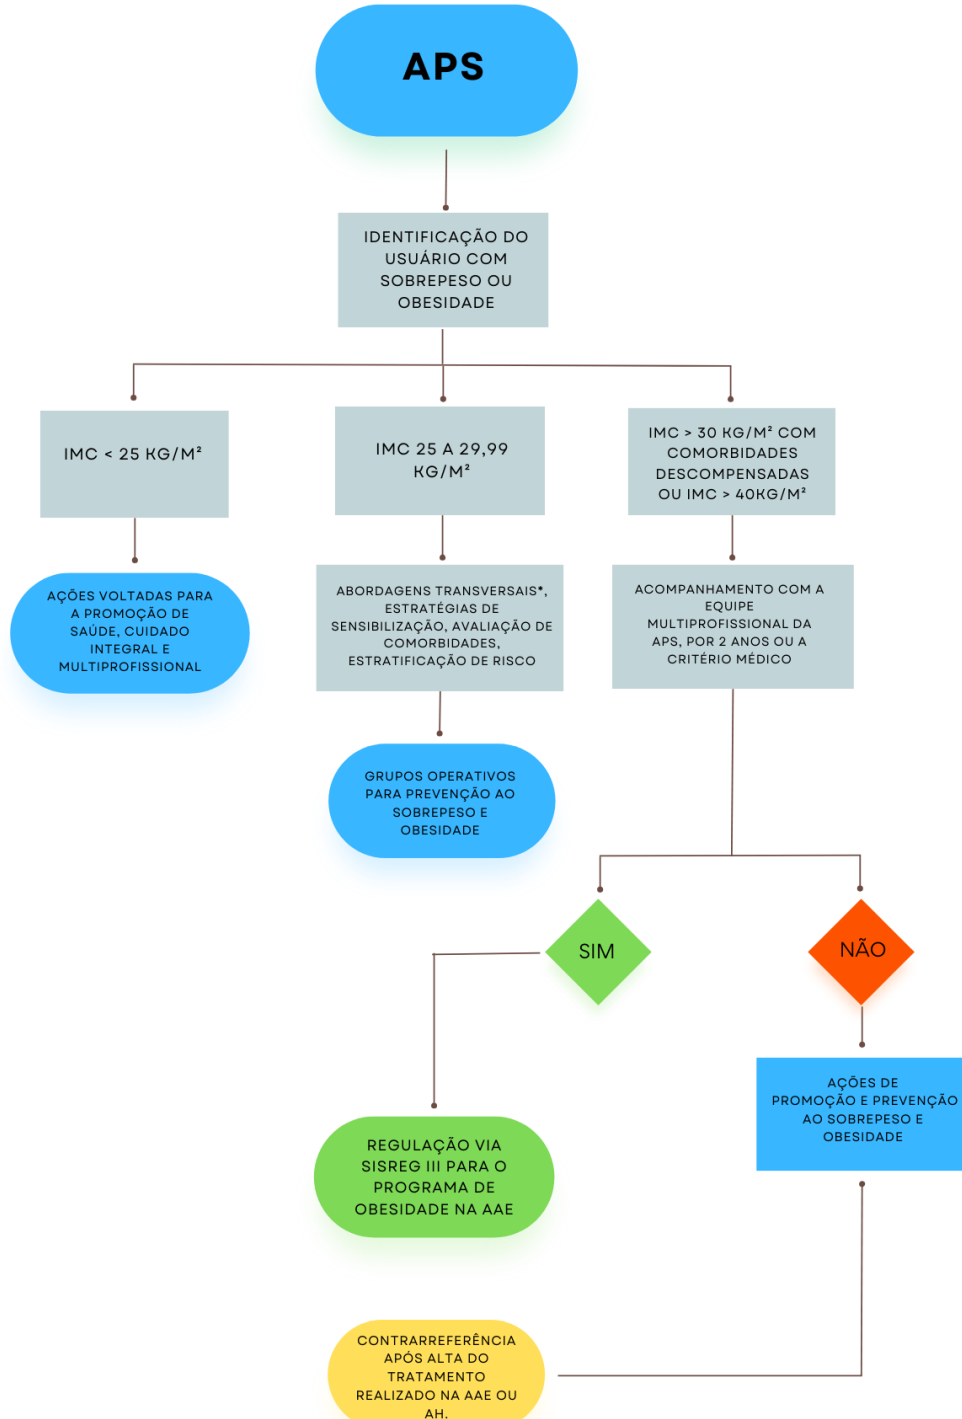 APS
IDENTIFICAÇÃO DO
USUÁRIO COM
SOBREPESO OU
OBESIDADE
IMC < 25 KG/M²
IMC 25 A 29,99
KG/M²
IMC > 30 KG/M² COM
COMORBIDADES
DESCOMPENSADAS
OU IMC > 40KG/M²
AÇÕES VOLTADAS PARA
A PROMOÇÃO DE
SAÚDE, CUIDADO
INTEGRAL E
MULTIPROFISSIONAL
ABORDAGENS TRANSVERSAIS*,
ESTRATÉGIAS DE
SENSIBILIZAÇÃO, AVALIAÇÃO DE
COMORBIDADES,
ESTRATIFICAÇÃO DE RISCO
ACOMPANHAMENTO COM A
EQUIPE
MULTIPROFISSIONAL DA
APS, POR 2 ANOS OU A
CRITÉRIO MÉDICO
GRUPOS OPERATIVOS
PARA PREVENÇÃO AO
SOBREPESO E
OBESIDADE
SIM
NÃO
AÇÕES DE
PROMOÇÃO E PREVENÇÃO
AO SOBREPESO E
OBESIDADE
REGULAÇÃO VIA
SISREG III PARA O
PROGRAMA DE
OBESIDADE NA AAE
CONTRARREFERÊNCIA
APÓS ALTA DO
TRATAMENTO
REALIZADO NA AAE OU
AH.